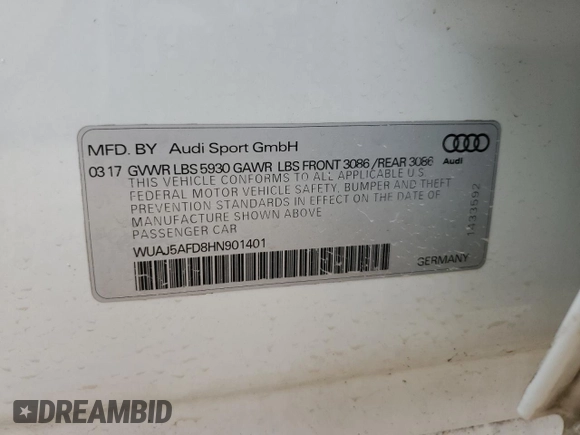 MFD. BY Audi Sport GmbH
03 17 GVWR LBS 5930 GAWR LBS FRONT 3086 /REAR 3086
Audi
THIS VEHICLE CONFORMS TO ALL APPLICABLE U.S.
FEDERAL MOTOR VEHICLE SAFETY, BUMPER AND THEFT
PREVENTION STANDARDS IN EFFECT ON THE DATE OF
MANUFACTURE SHOWN ABOVE
PASSENGER CAR
WUAJ5AFD8HN901401
GERMANY
1433592
DREAMBID